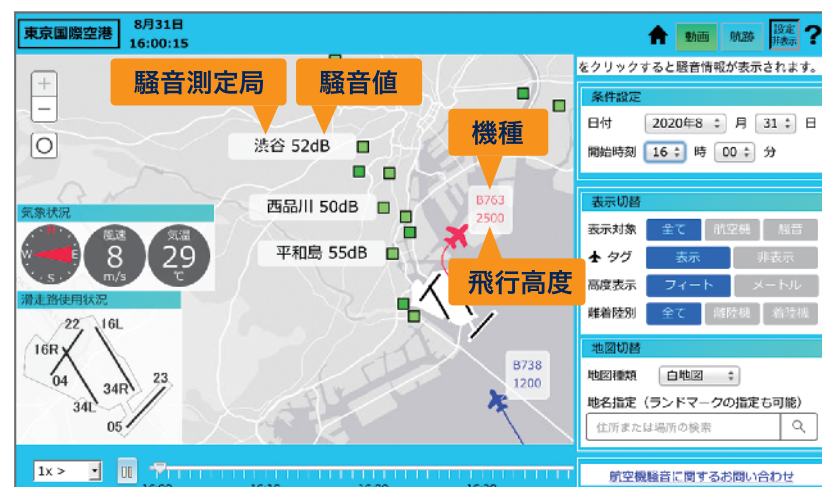 東京国際空港
8月31日
16:00:15
動画
航跡
設定
非表示
?
をクリックすると騒音情報が表示されます。
+
−
騒音測定局
騒音値
渋谷 52dB
機種
B763
2500
西品川 50dB
平和島 55dB
飛行高度
B738
1200
気象状況
W
E
S
風速
8
m/s
気温
29
℃
滑走路使用状況
22
16L
16R
04
34R
23
34L
05
条件設定
日付
2020年8
月
31
日
開始時刻
16
時
00
分
表示切替
表示対象
全て
航空機
騒音
タグ
表示
非表示
高度表示
フィート
メートル
離着陸別
全て
離陸機
着陸機
地図切替
地図種類
白地図
地名指定(ランドマークの指定も可能)
住所または場所の検索
航空機騒音に関するお問い合わせ
1x >
16:00
16:10
16:20
16:30